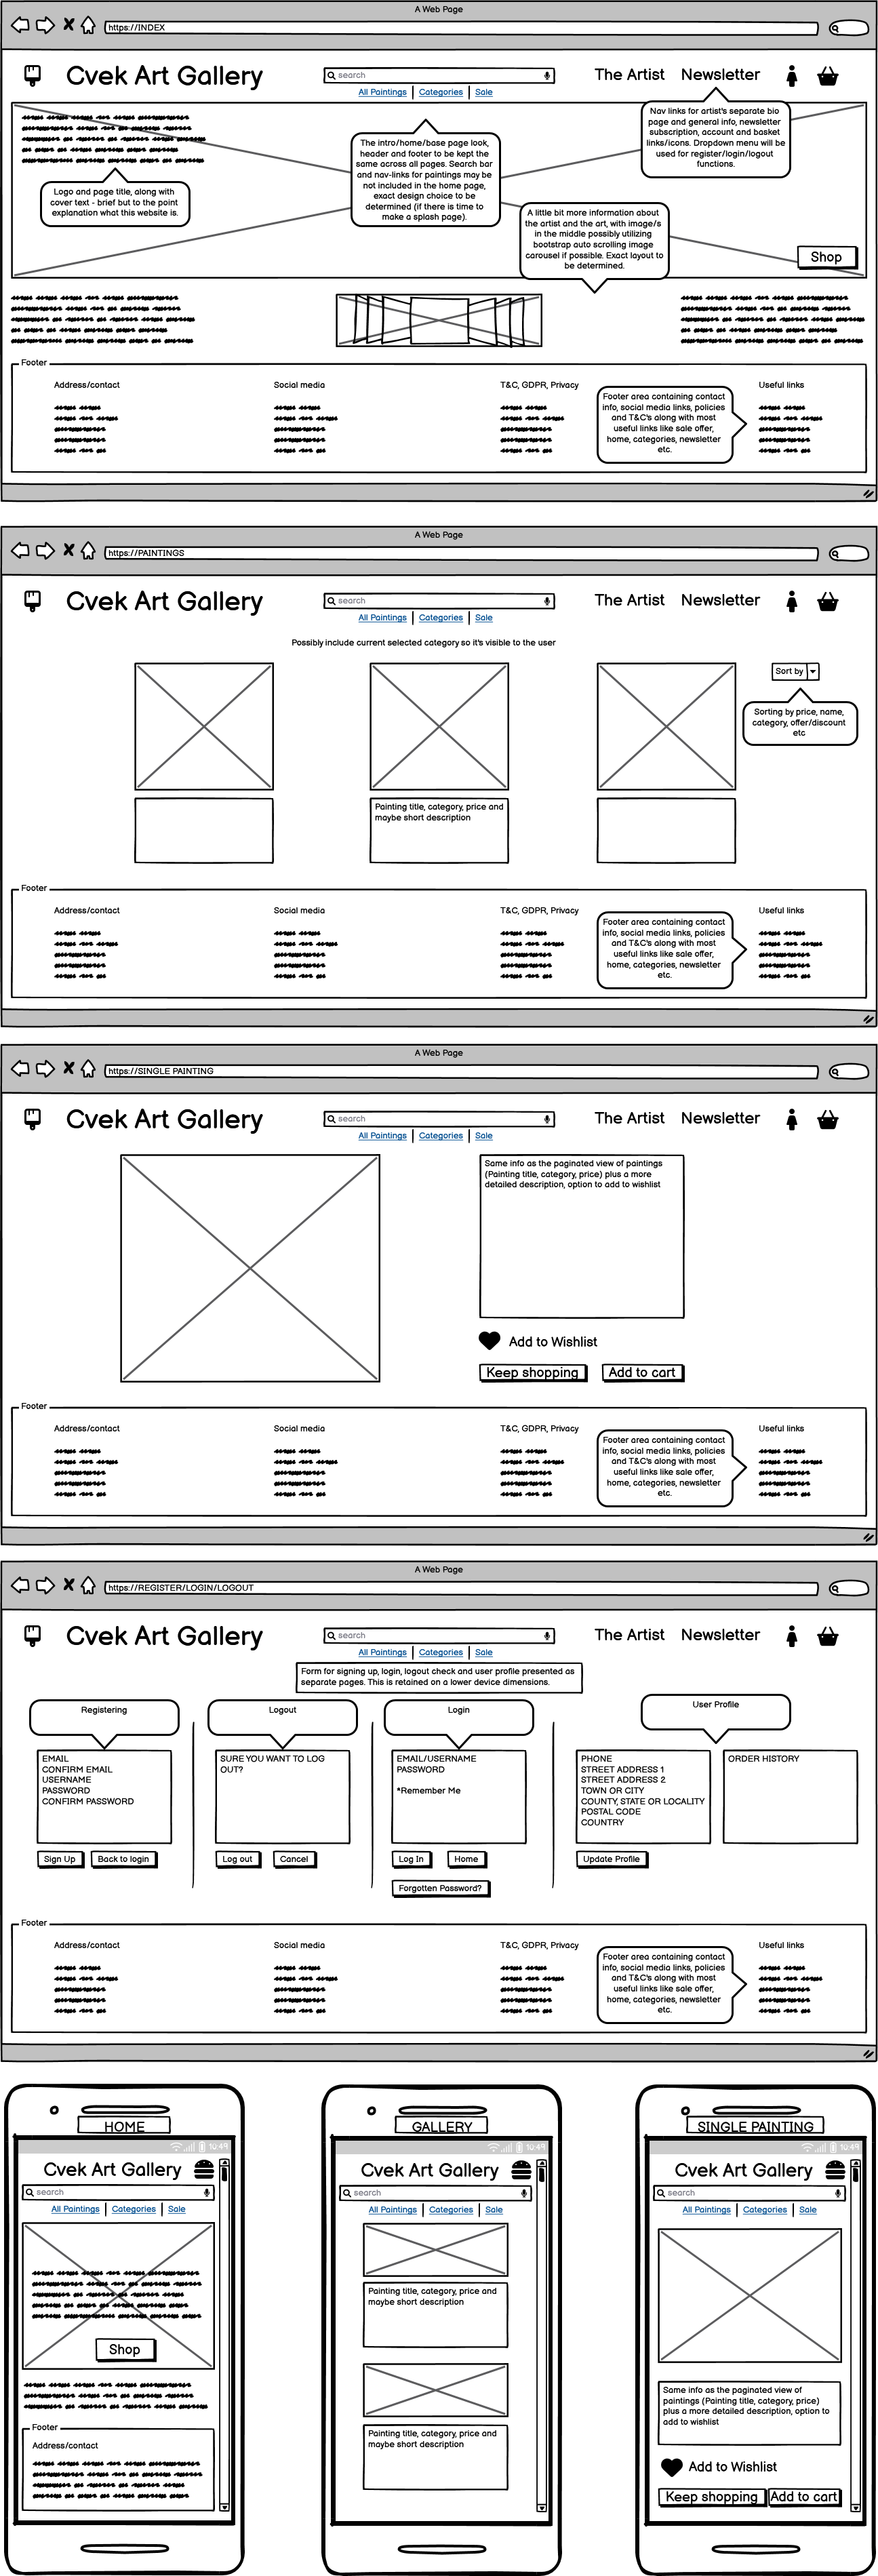 A Web Page
https://INDEX
Cvek Art Gallery
search
The Artist Newsletter
All Paintings Categories Sale
Nav links for artist's separate bio
page and general info, newsletter
subscription, account and basket
links/icons. Dropdown menu will be
used for register/login/logout
functions.
The intro/home/base page look,
header and footer to be kept the
same across all pages. Search bar
and nav-links for paintings may be
not included in the home page,
exact design choice to be
determined (if there is time to
make a splash page).
Logo and page title, along with
cover text - brief but to the point
explanation what this website is.
A little bit more information about
the artist and the art, with image/s
in the middle possibly utilizing
bootstrap auto scrolling image
carousel if possible. Exact layout to
be determined.
Shop
Footer
Address/contact
Social media
T&C, GDPR, Privacy
Footer area containing contact
info, social media links, policies
and T&C's along with most
useful links like sale offer,
home, categories, newsletter
etc.
Useful links
A Web Page
https://PAINTINGS
Cvek Art Gallery
search
The Artist Newsletter
All Paintings Categories Sale
Possibly include current selected category so it's visible to the user
Sort by
Sorting by price, name,
category, offer/discount
etc
Painting title, category, price and
maybe short description
Footer
Address/contact
Social media
T&C, GDPR, Privacy
Footer area containing contact
info, social media links, policies
and T&C's along with most
useful links like sale offer,
home, categories, newsletter
etc.
Useful links
A Web Page
https://SINGLE PAINTING
Cvek Art Gallery
search
The Artist Newsletter
All Paintings Categories Sale
Same info as the paginated view of paintings
(Painting title, category, price) plus a more
detailed description, option to add to wishlist
Add to Wishlist
Keep shopping
Add to cart
Footer
Address/contact
Social media
T&C, GDPR, Privacy
Footer area containing contact
info, social media links, policies
and T&C's along with most
useful links like sale offer,
home, categories, newsletter
etc.
Useful links
A Web Page
https://REGISTER/LOGIN/LOGOUT
Cvek Art Gallery
search
The Artist Newsletter
All Paintings Categories Sale
Form for signing up, login, logout check and user profile presented as
separate pages. This is retained on a lower device dimensions.
Registering
EMAIL
CONFIRM EMAIL
USERNAME
PASSWORD
CONFIRM PASSWORD
Sign Up
Back to login
Logout
SURE YOU WANT TO LOG
OUT?
Log out
Cancel
Login
EMAIL/USERNAME
PASSWORD
*Remember Me
Log In
Home
Forgotten Password?
User Profile
PHONE
STREET ADDRESS 1
STREET ADDRESS 2
TOWN OR CITY
COUNTY, STATE OR LOCALITY
POSTAL CODE
COUNTRY
ORDER HISTORY
Update Profile
Footer
Address/contact
Social media
T&C, GDPR, Privacy
Footer area containing contact
info, social media links, policies
and T&C's along with most
useful links like sale offer,
home, categories, newsletter
etc.
Useful links
HOME
10:49
Cvek Art Gallery
search
All Paintings Categories Sale
Shop
Footer
Address/contact
GALLERY
10:49
Cvek Art Gallery
search
All Paintings Categories Sale
Painting title, category, price and
maybe short description
Painting title, category, price and
maybe short description
SINGLE PAINTING
10:49
Cvek Art Gallery
search
All Paintings Categories Sale
Same info as the paginated view of
paintings (Painting title, category, price)
plus a more detailed description, option to
add to wishlist
Add to Wishlist
Keep shopping
Add to cart